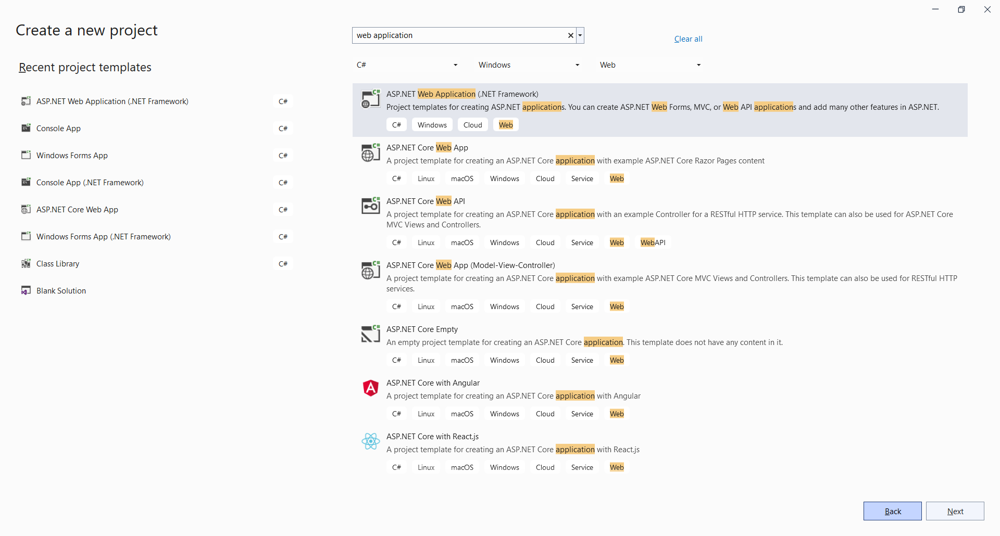 Create a new project
web application
Clear all
Recent project templates
C#
Windows
Web
ASP.NET Web Application (.NET Framework)
C#
Console App
C#
Windows Forms App
C#
Console App (.NET Framework)
C#
ASP.NET Core Web App
C#
Windows Forms App (.NET Framework)
C#
Class Library
C#
Blank Solution
ASP.NET Web Application (.NET Framework)
Project templates for creating ASP.NET applications. You can create ASP.NET Web Forms, MVC, or Web API applications and add many other features in ASP.NET.
C# Windows Cloud Web
ASP.NET Core Web App
A project template for creating an ASP.NET Core application with example ASP.NET Core Razor Pages content
C# Linux macOS Windows Cloud Service Web
ASP.NET Core Web API
A project template for creating an ASP.NET Core application with an example Controller for a RESTful HTTP service. This template can also be used for ASP.NET Core
MVC Views and Controllers.
C# Linux macOS Windows Cloud Service Web WebAPI
ASP.NET Core Web App (Model-View-Controller)
A project template for creating an ASP.NET Core application with example ASP.NET Core MVC Views and Controllers. This template can also be used for RESTful HTTP
services.
C# Linux macOS Windows Cloud Service Web
ASP.NET Core Empty
An empty project template for creating an ASP.NET Core application. This template does not have any content in it.
C# Linux macOS Windows Cloud Service Web
ASP.NET Core with Angular
A project template for creating an ASP.NET Core application with Angular
C# Linux macOS Windows Cloud Service Web
ASP.NET Core with React.js
A project template for creating an ASP.NET Core application with React.js
C# Linux macOS Windows Cloud Service Web
Back
Next